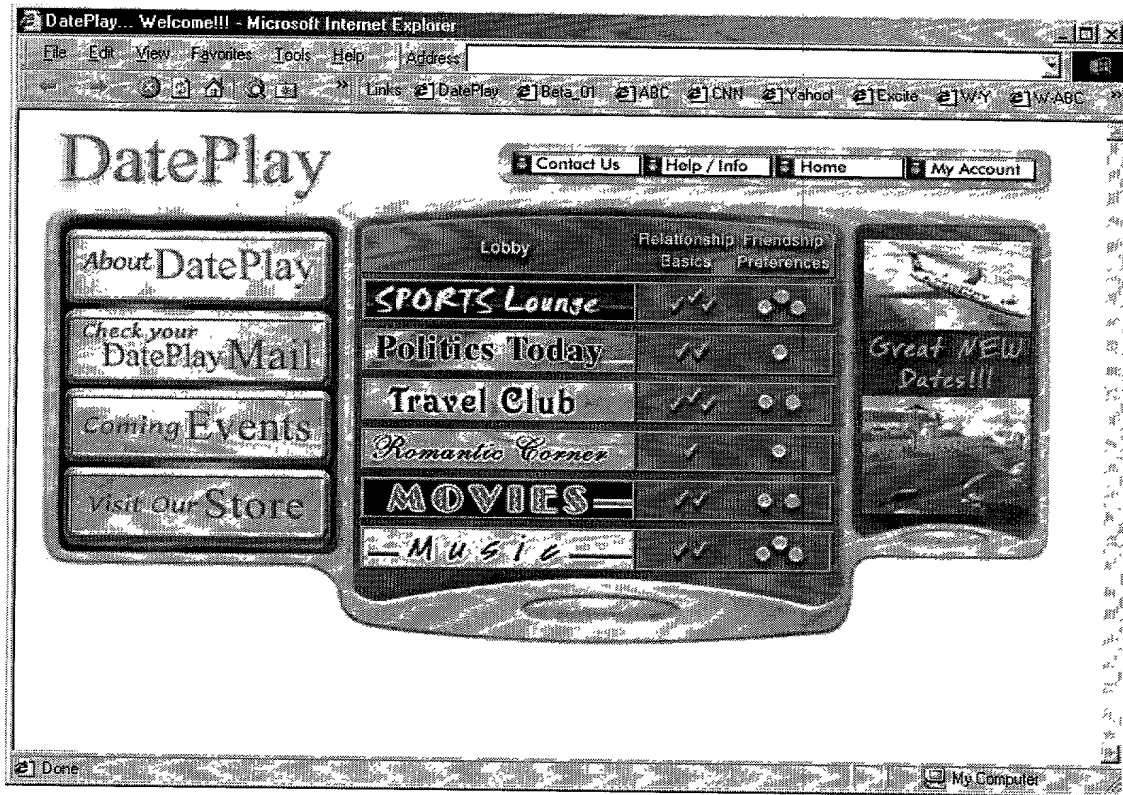 DatePlay... Welcome!!! - Microsoft Internet Explorer
File Edit View Favorites Tools Help Address
» Links DatePlay Beta_01 ABC CNN Yahoo! Excite W-Y W-ABC »
DatePlay
Contact Us Help / Info Home My Account
About DatePlay
Check your
DatePlay Mail
Coming Events
Visit Our Store
Lobby
Relationship
Basics
Friendship
Preferences
SPORTS Lounge
Politics Today
Travel Club
Romantic Corner
MOVIES
Music
Great NEW
Dates!!!
Done
My Computer